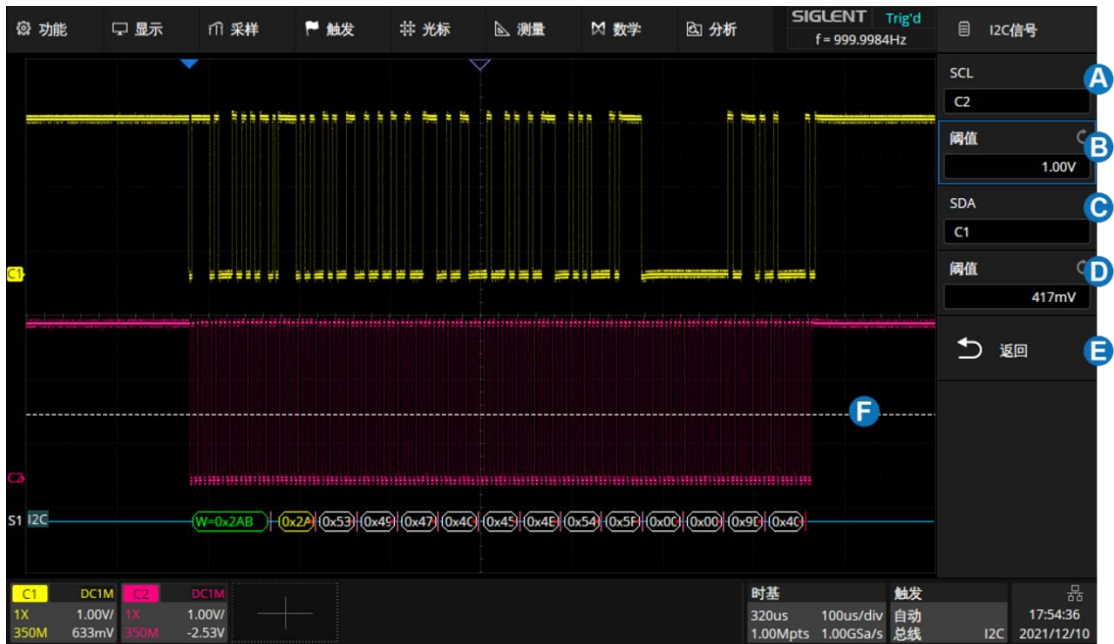 功能 显示 采样 触发 光标 测量 数学 分析
SIGLENT Trig'd
f = 999.9984Hz
I2C信号
SCL
A
C2
阈值
B
1.00V
SDA
C
C1
阈值
D
417mV
返回
E
F
C1
C2
S1 I2C
W=0x2AB 0x2A 0x53 0x49 0x47 0x4C 0x45 0x4E 0x54 0x5F 0x00 0x00 0x9D 0x40
C1 DC1M
1X 1.00V/
350M 633mV
C2 DC1M
1X 1.00V/
350M -2.53V
时基
320us 100us/div
1.00Mpts 1.00GSa/s
触发
自动
总线 I2C
17:54:36
2021/12/10